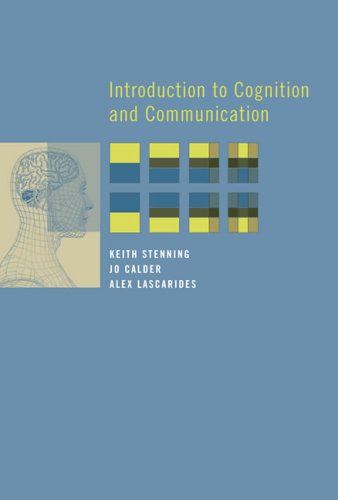 Introduction to Cognition
and Communication
KEITH STENNING
JO CALDER
ALEX LASCARIDES